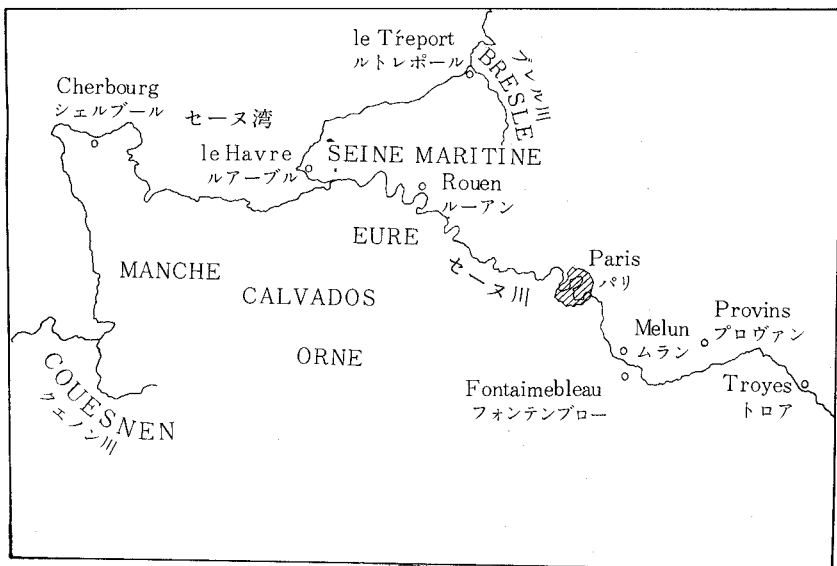 le Tŕeport
ルトレポール
ブレル川
BRESLE
Cherbourg
シェルブール
セーヌ湾
le Havre
ルアーブル
SEINE MARITINE
Rouen
ルーアン
EURE
セーヌ川
Paris
パリ
MANCHE
CALVADOS
ORNE
Melun
ムラン
Provins
プロヴァン
Fontaimebleau
フォンテンブロー
Troyes
トロア
COUESNEN
クエノン川